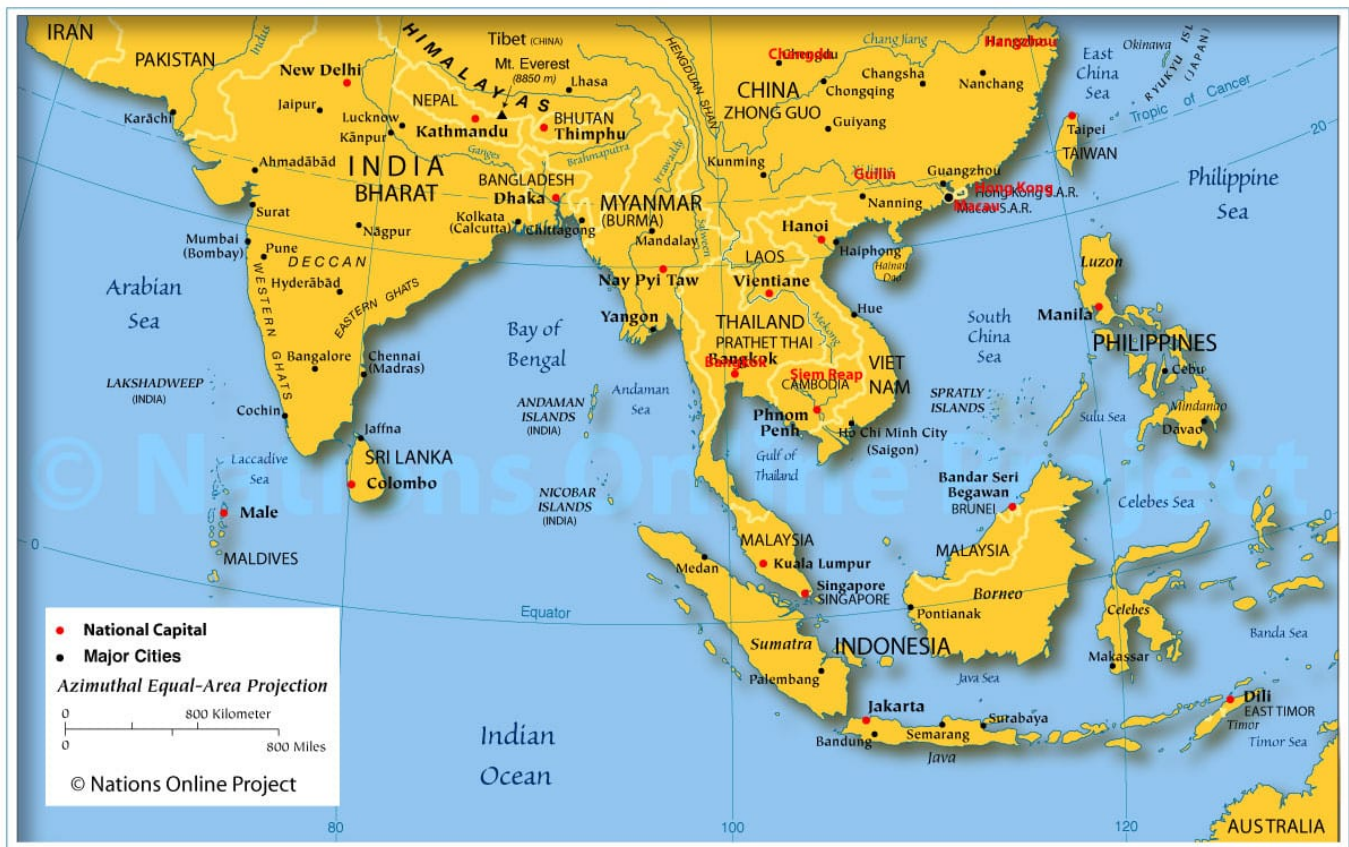 IRAN
PAKISTAN
Indus
Karāchi
New Delhi
Jaipur
Lucknow
Kānpur
Ahmadābād
INDIA
BHARAT
Surat
Nāgpur
Mumbai
(Bombay)
Pune
DECCAN
Hyderābād
WESTERN GHATS
EASTERN GHATS
Bangalore
Chennai
(Madras)
Cochin
Jaffna
SRI LANKA
Colombo
LAKSHADWEEP
(INDIA)
Laccadive
Sea
Male
MALDIVES
Arabian
Sea
HIMALAYAS
Tibet (CHINA)
Mt. Everest
(8850 m)
Lhasa
NEPAL
Kathmandu
BHUTAN
Thimphu
Ganges
Brahmaputra
BANGLADESH
Dhaka
Kolkata
(Calcutta)
Chittagong
Irrawaddy
HENGDUAN SHAN
MYANMAR
(BURMA)
Mandalay
Salween
Nay Pyi Taw
Yangon
Bay of
Bengal
ANDAMAN
ISLANDS
(INDIA)
Andaman
Sea
NICOBAR
ISLANDS
(INDIA)
Chengdu
Chengdu
Chang Jiang
Hangzhou
Hangzhou
CHINA
ZHONG GUO
Chongqing
Changsha
Nanchang
Guiyang
Kunming
Guilin
Guangzhou
Nanning
Hong Kong
Hong Kong S.A.R.
Macau
Macau S.A.R.
East
China
Sea
Okinawa
RYUKYU ISL
(JAPAN)
Tropic of Cancer
20
Taipei
TAIWAN
Philippine
Sea
Hanoi
Haiphong
Hainan
Dao
LAOS
Vientiane
Hue
THAILAND
PRATHET THAI
Mekong
Bangkok
Bangkok
Siem Reap
CAMBODIA
VIET
NAM
Phnom
Penh
Ho Chi Minh City
(Saigon)
Gulf of
Thailand
South
China
Sea
SPRATLY
ISLANDS
Luzon
Manila
PHILIPPINES
Cebu
Mindanao
Davao
Sulu Sea
Celebes Sea
© Nations Online Project
Bandar Seri
Begawan
BRUNEI
MALAYSIA
Kuala Lumpur
Singapore
SINGAPORE
MALAYSIA
Borneo
Pontianak
Medan
0
Equator
0
Sumatra
INDONESIA
Palembang
Celebes
Makassar
Banda Sea
Java Sea
Jakarta
Bandung
Semarang
Surabaya
Java
Dili
EAST TIMOR
Timor
Timor Sea
Indian
Ocean
AUSTRALIA
National Capital
Major Cities
Azimuthal Equal-Area Projection
0 800 Kilometer
0 800 Miles
© Nations Online Project
80
100
120